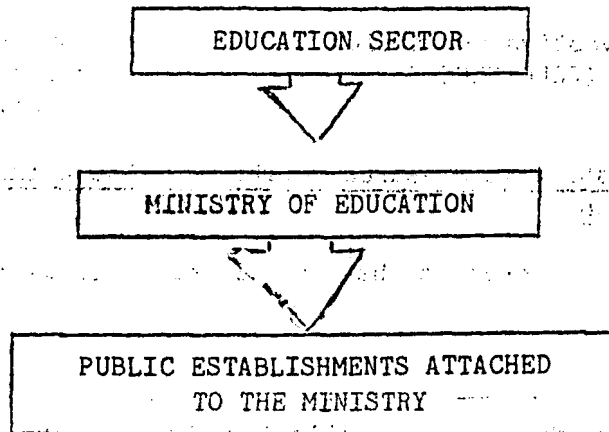 EDUCATION SECTOR
MINISTRY OF EDUCATION
PUBLIC ESTABLISHMENTS ATTACHED
TO THE MINISTRY